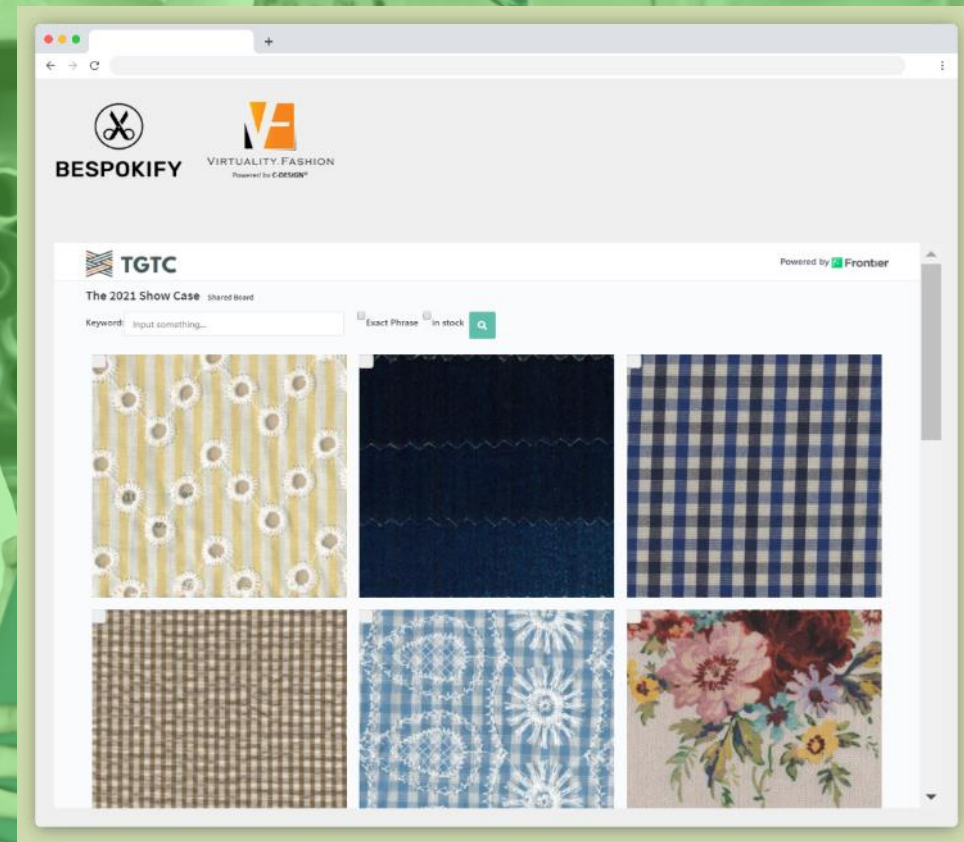 BESPOKIFY
VIRTUALITY.FASHION
Powered by C-DESIGN®
TGTC
Powered by Frontier
The 2021 Show Case Shared Board
Keyword: Input something... Exact Phrase in stock